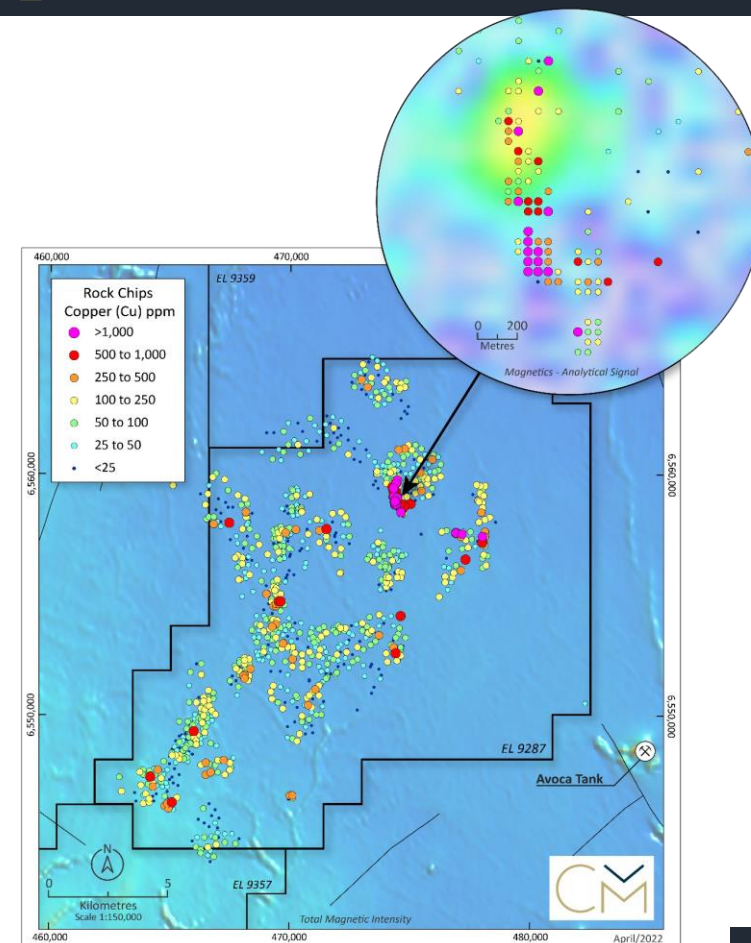 460,000
470,000
EL 9359
Rock Chips
Copper (Cu) ppm
>1,000
500 to 1,000
250 to 500
100 to 250
50 to 100
25 to 50
<25
0 200
Metres
Magnetics - Analytical Signal
6,560,000
6,560,000
6,550,000
6,550,000
EL 9287
Avoca Tank
N
0 5
Kilometres
Scale 1:150,000
EL 9357
Total Magnetic Intensity
CM
460,000
470,000
480,000
April/2022